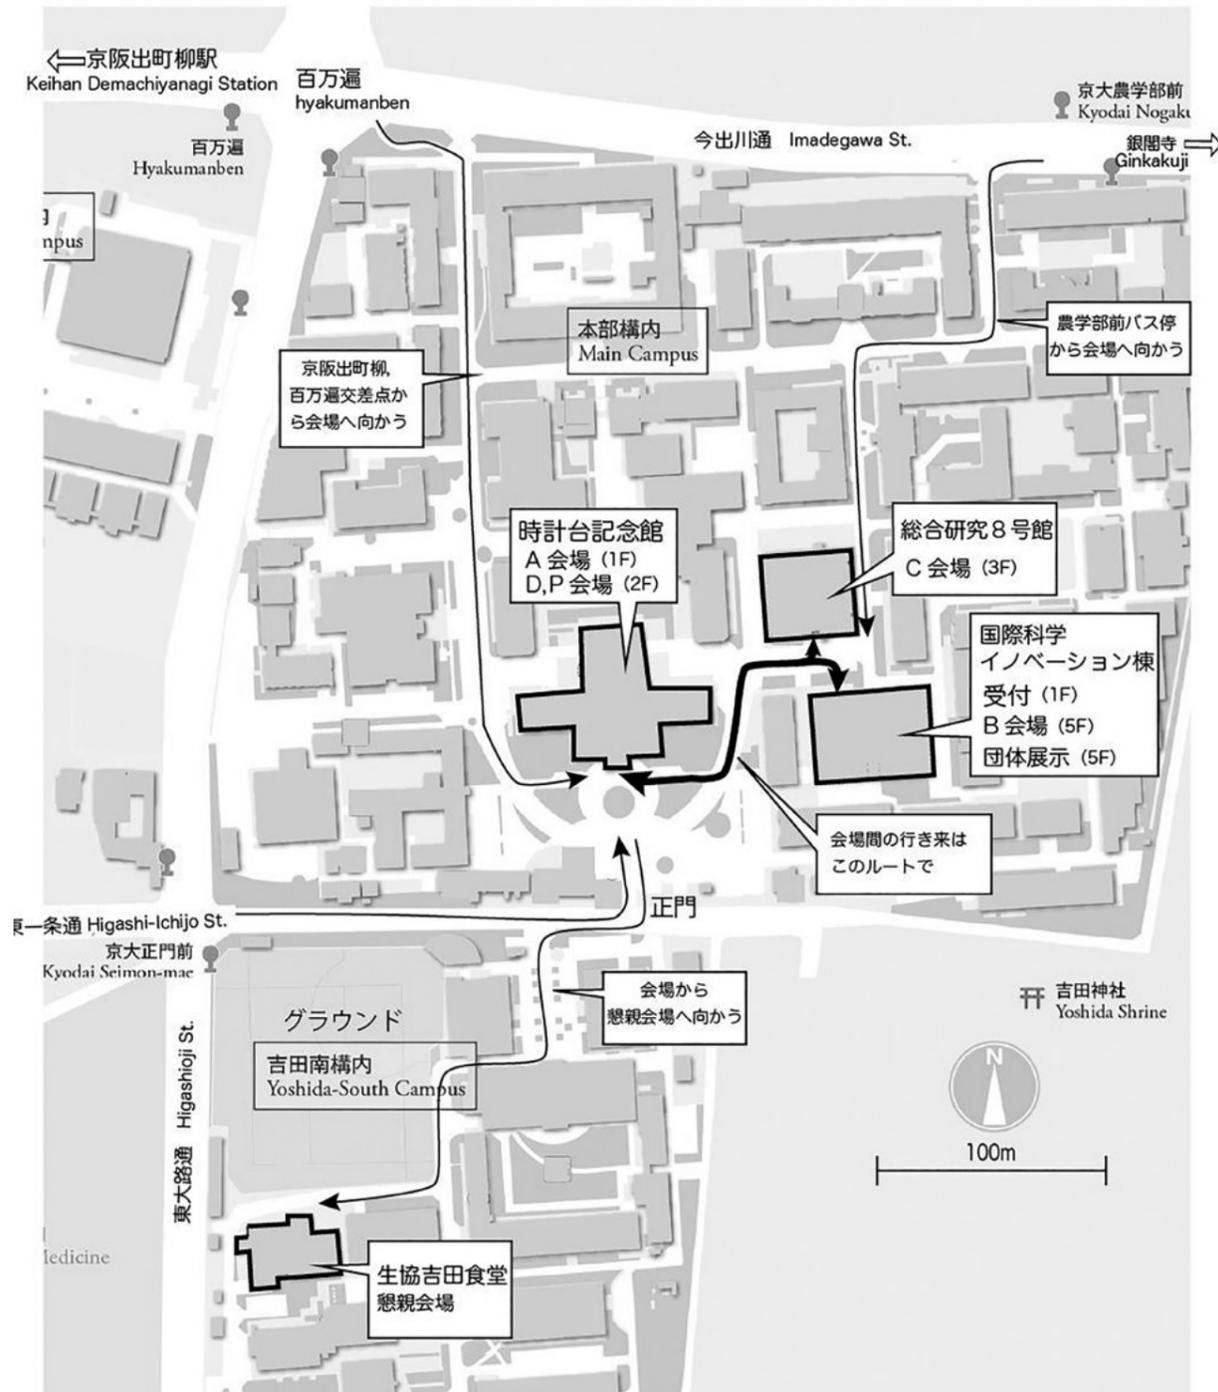 京阪出町柳駅
Keihan Demachiyanagi Station
百万遍
hyakumanben
百万遍
Hyakumanben
京大農学部前
Kyodai Nogaku
今出川通 Imadegawa St.
銀閣寺
Ginkakuji
mpus
本部構内
Main Campus
農学部前バス停
から会場へ向かう
京阪出町柳,
百万遍交差点か
ら会場へ向かう
時計台記念館
A 会場 (1F)
D,P 会場 (2F)
総合研究８号館
C 会場 (3F)
国際科学
イノベーション棟
受付 (1F)
B 会場 (5F)
団体展示 (5F)
会場間の行き来は
このルートで
正門
東一条通 Higashi-Ichijo St.
京大正門前
Kyodai Seimon-mae
会場から
懇親会場へ向かう
グラウンド
吉田南構内
Yoshida-South Campus
吉田神社
Yoshida Shrine
N
100m
東大路通 Higashioji St.
Medicine
生協吉田食堂
懇親会場